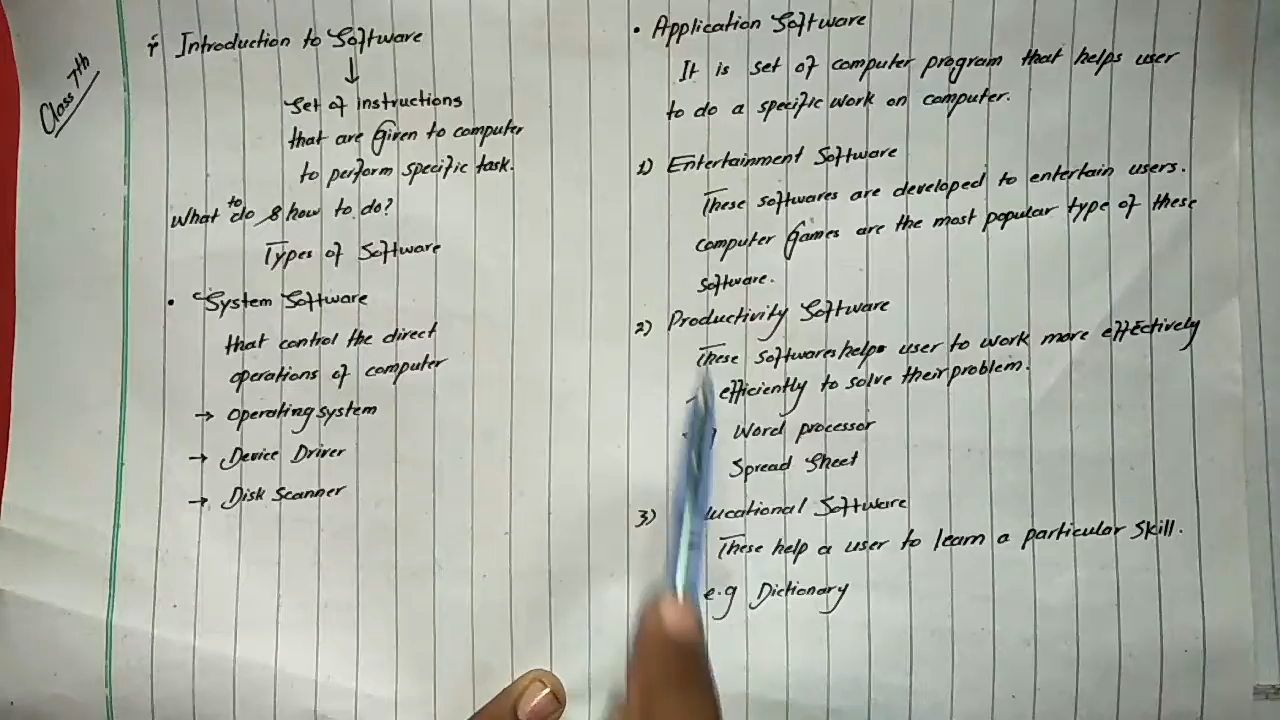 Class 7th
Introduction to Software
↓
Set of instructions
that are Given to computer
to perform specific task.
What to do & how to do?
Types of Software
• System Software
that control the direct
operations of computer
→ Operating system
→ Device Driver
→ Disk Scanner
• Application Software
It is set of computer program that helps user
to do a specific work on computer.
1) Entertainment Software
These softwares are developed to entertain users.
computer Games are the most popular type of these
software.
2) Productivity Software
These Softwares help user to work more effectively
efficiently to solve their problem.
Word processor
Spread Sheet
3) ucational Software
These help a user to learn a particular skill.
e.g Dictionary